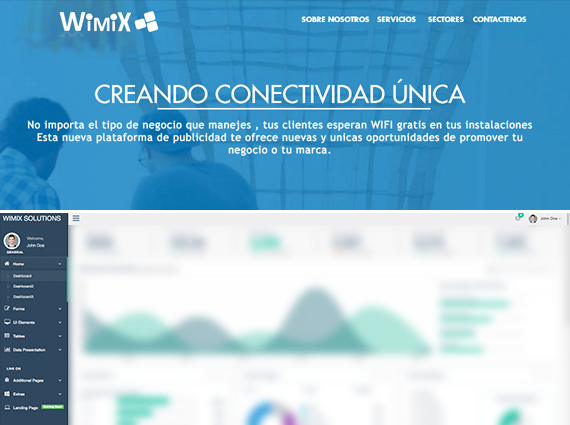 WiMiX
SOBRE NOSOTROS SERVICIOS SECTORES CONTACTENOS
CREANDO CONECTIVIDAD ÚNICA
No importa el tipo de negocio que manejes , tus clientes esperan WIFI gratis en tus instalaciones
Esta nueva plataforma de publicidad te ofrece nuevas y unicas oportunidades de promover tu
negocio o tu marca.
WIMIX SOLUTIONS
John Doe
Welcome,
John Doe
GENERAL
Home
Dashboard
Dashboard2
Dashboard3
Forms
UI Elements
Tables
Data Presentation
LIVE ON
Additional Pages
Extras
Landing Page Coming Soon